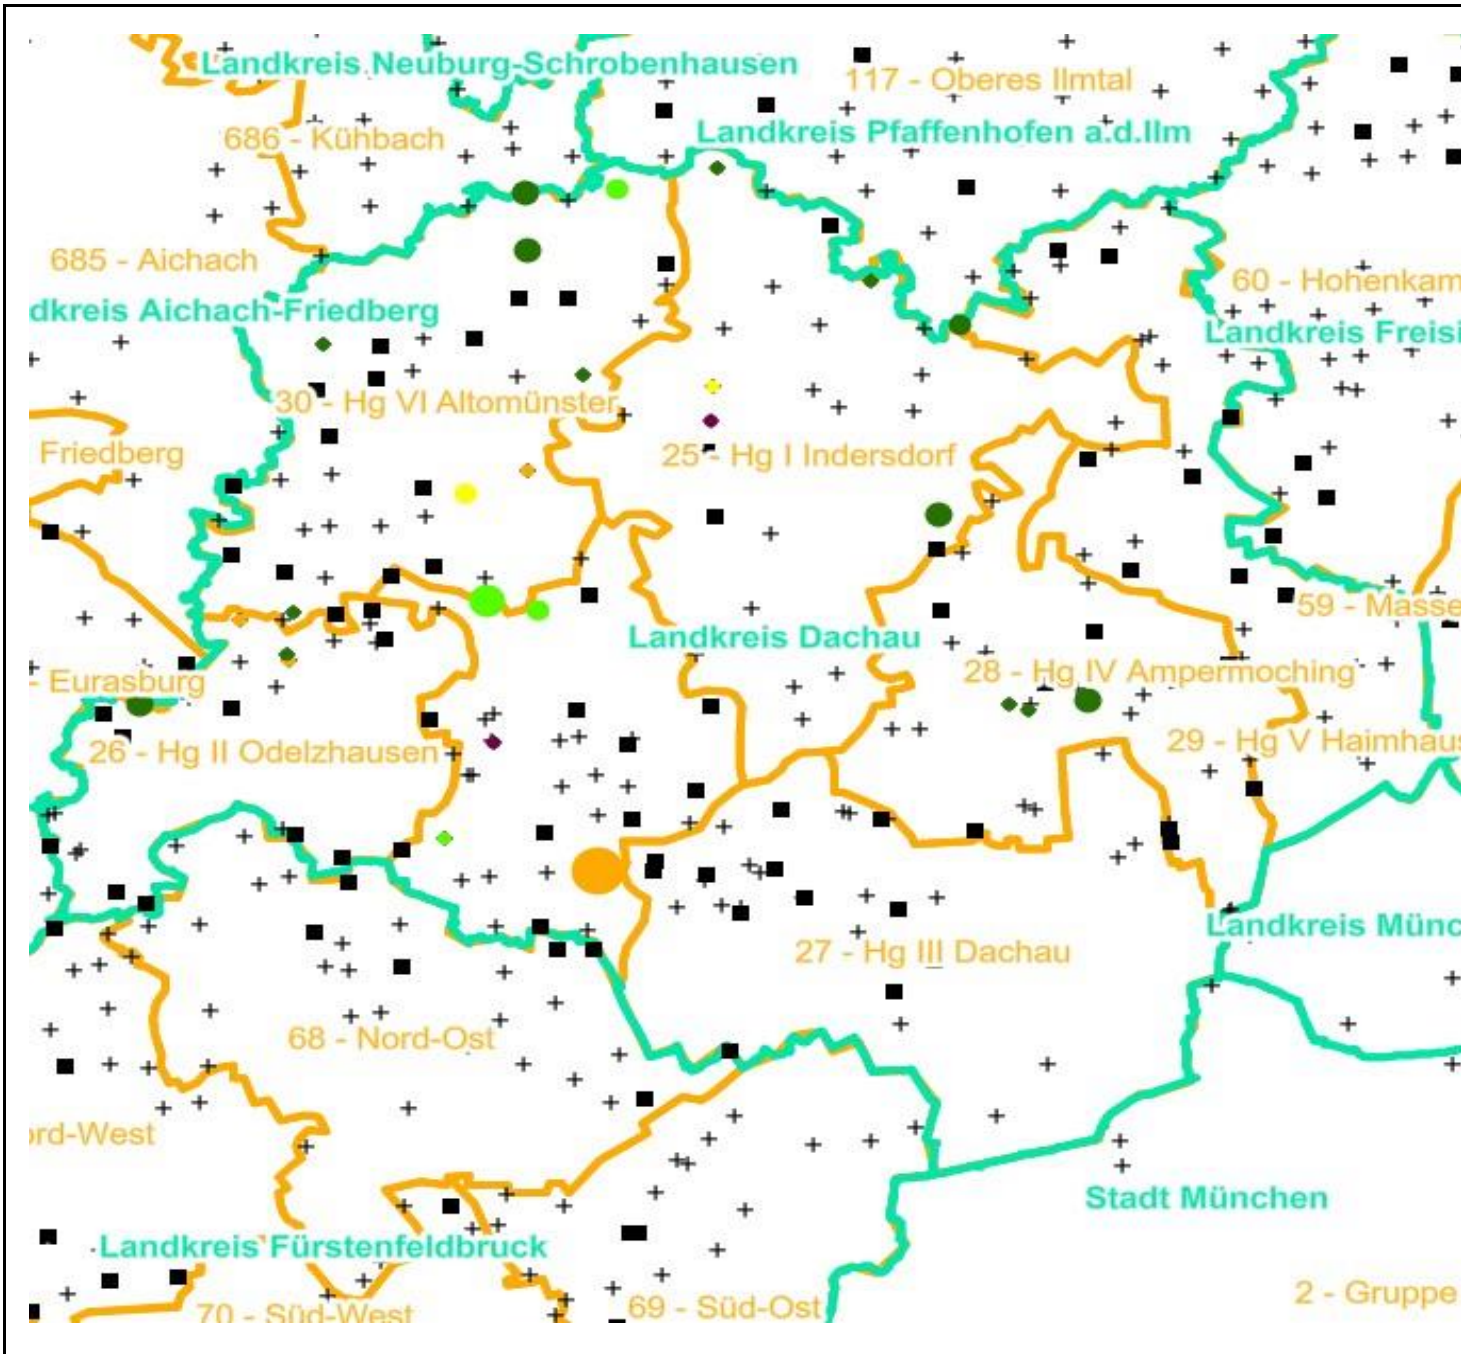 Landkreis Neuburg-Schrobenhausen
117 - Oberes Ilmtal
Landkreis Pfaffenhofen a.d.Ilm
686 - Kühbach
685 - Aichach
60 - Hohenkam
dkreis Aichach-Friedberg
Landkreis Freisi
30 - Hg VI Altomünster
Friedberg
25 - Hg I Indersdorf
59 - Masse
Landkreis Dachau
28 - Hg IV Ampermoching
- Eurasburg
29 - Hg V Haimhaus
26 - Hg II Odelzhausen
Landkreis Münc
27 - Hg III Dachau
68 - Nord-Ost
ord-West
Stadt München
Landkreis Fürstenfeldbruck
2 - Gruppe
69 - Süd-Ost
70 - Süd-West